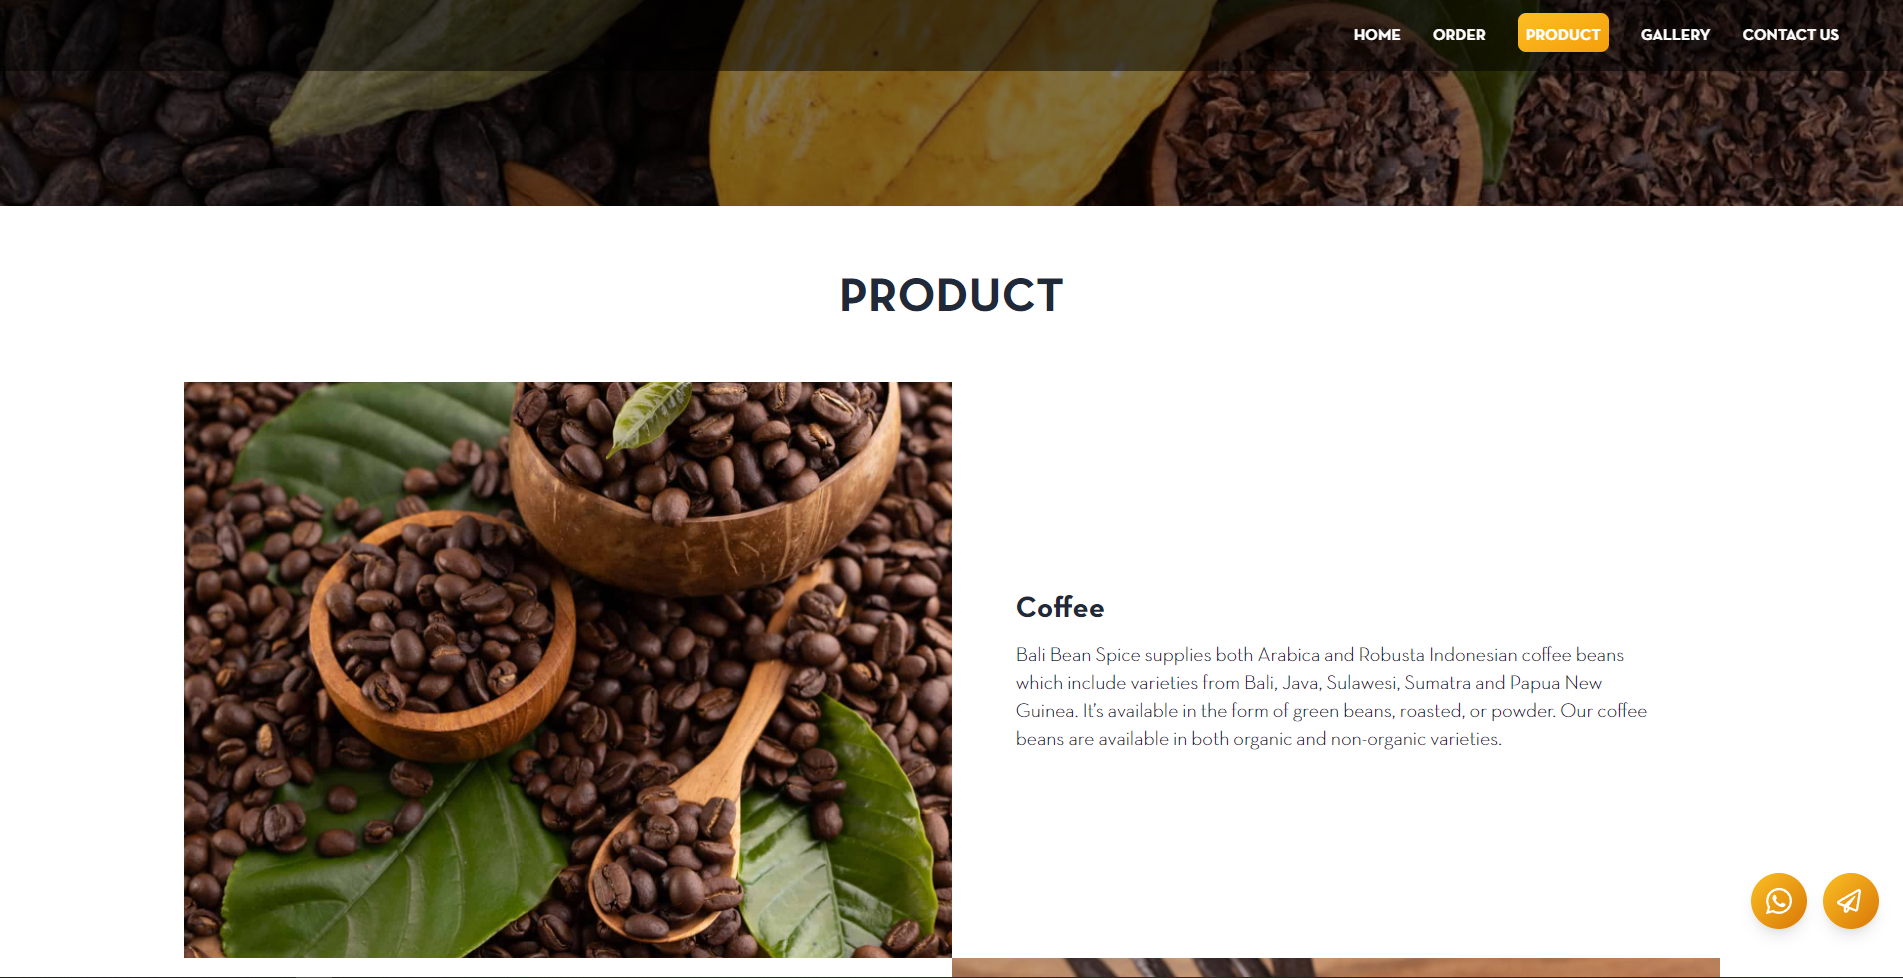 HOME ORDER PRODUCT GALLERY CONTACT US
PRODUCT
Coffee
Bali Bean Spice supplies both Arabica and Robusta Indonesian coffee beans
which include varieties from Bali, Java, Sulawesi, Sumatra and Papua New
Guinea. It's available in the form of green beans, roasted, or powder. Our coffee
beans are available in both organic and non-organic varieties.